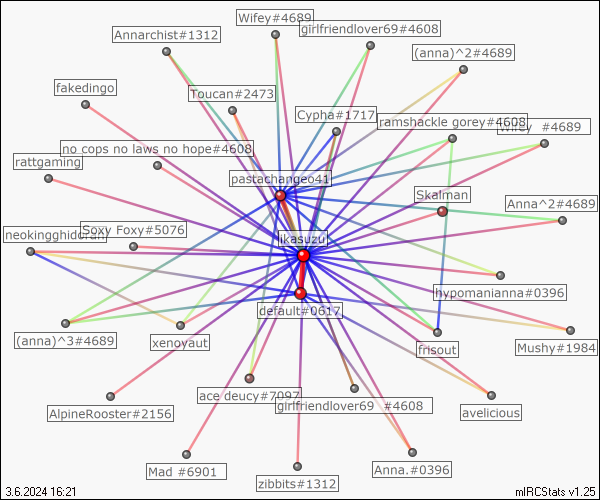 Wifey#4689
girlfriendlover69#4608
Annarchist#1312
(anna)^2#4689
fakedingo
Toucan#2473
Cypha#1717
ramshackle gorey#4608
Wifey  #4689
no cops no laws no hope#4608
rattgaming
pastachangeo41
Skalman
Anna^2#4689
Soxy Foxy#5076
neokingghidorah
likasuzu
hypomanianna#0396
default#0617
(anna)^3#4689
xenoyaut
frisout
Mushy#1984
ace deucy#7097
girlfriendlover69  #4608
avelicious
AlpineRooster#2156
Mad #6901
zibbits#1312
Anna.#0396
3.6.2024 16:21
mIRCStats v1.25